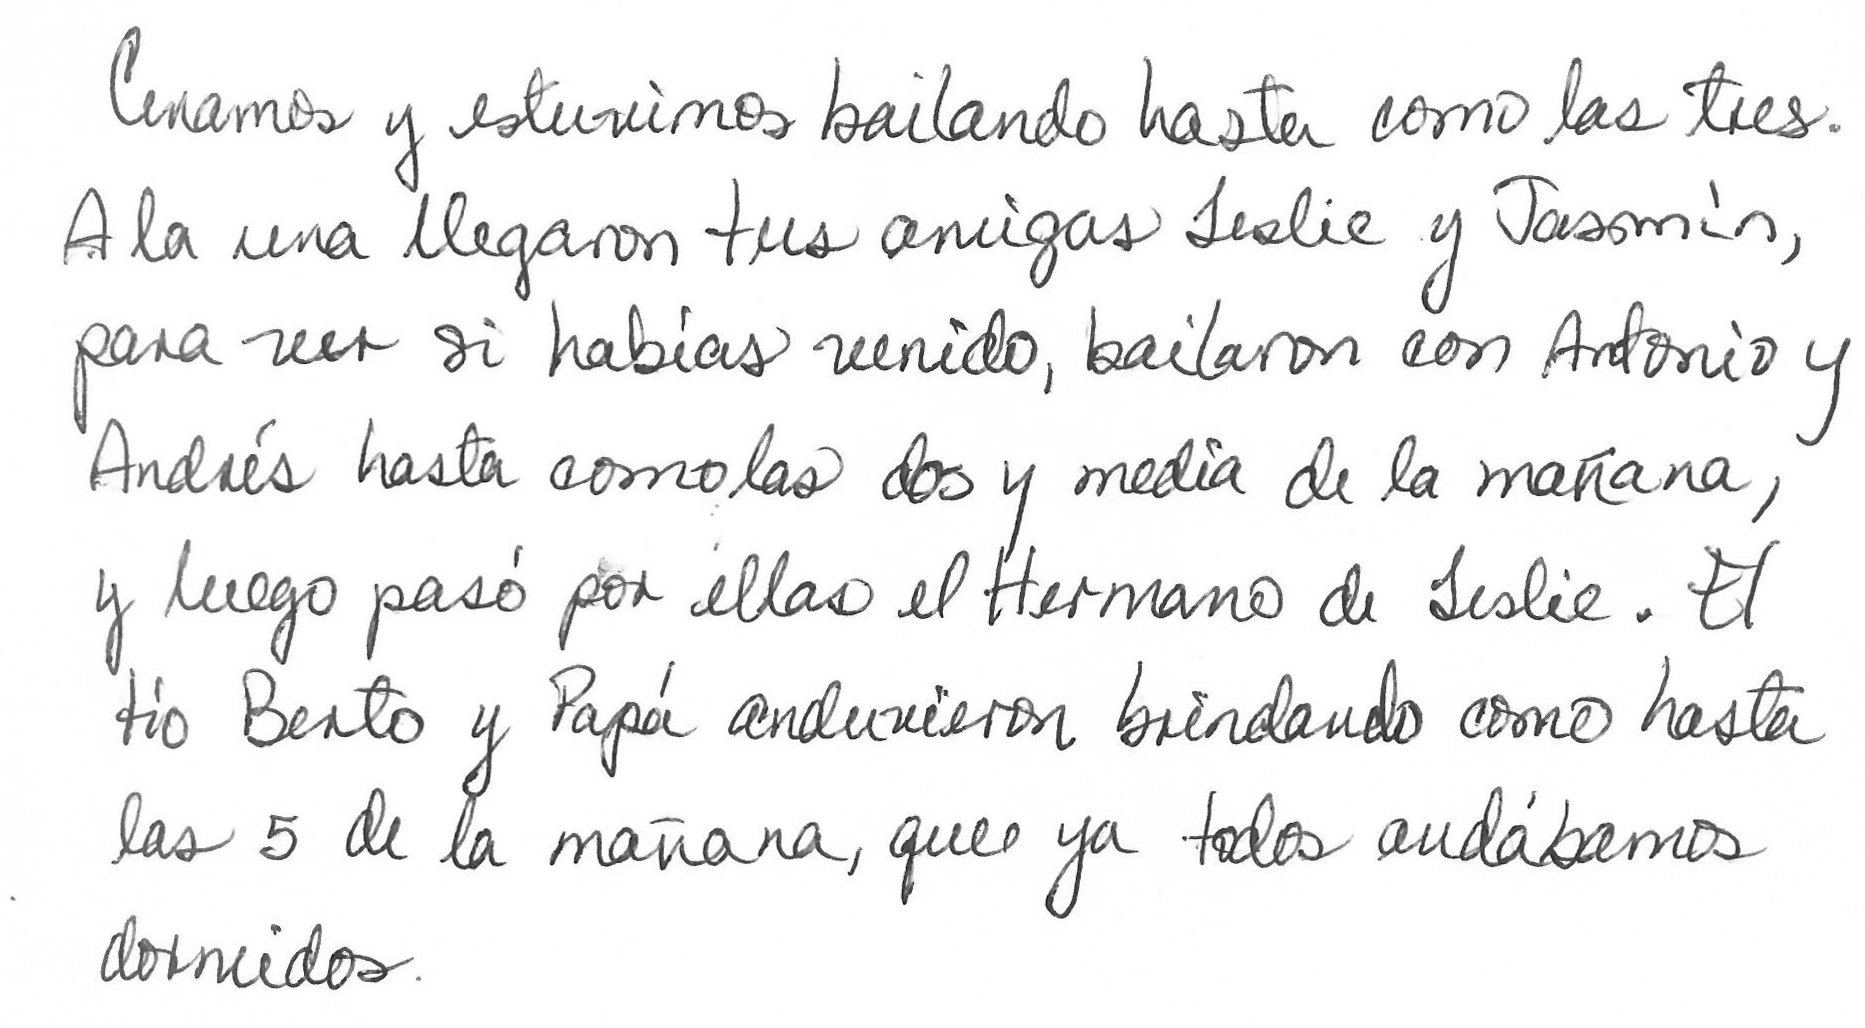 Cenamos y estuvimos bailando hasta como las tres.
A la una llegaron tus amigas Leslie y Jasmín,
para ver si habías venido, bailaron con Antonio y
Andrés hasta como las dos y media de la mañana,
y luego pasó por ellas el Hermano de Leslie. El
tío Berto y Papá anduvieron brindando como hasta
las 5 de la mañana, que ya todos andábamos
dormidos.